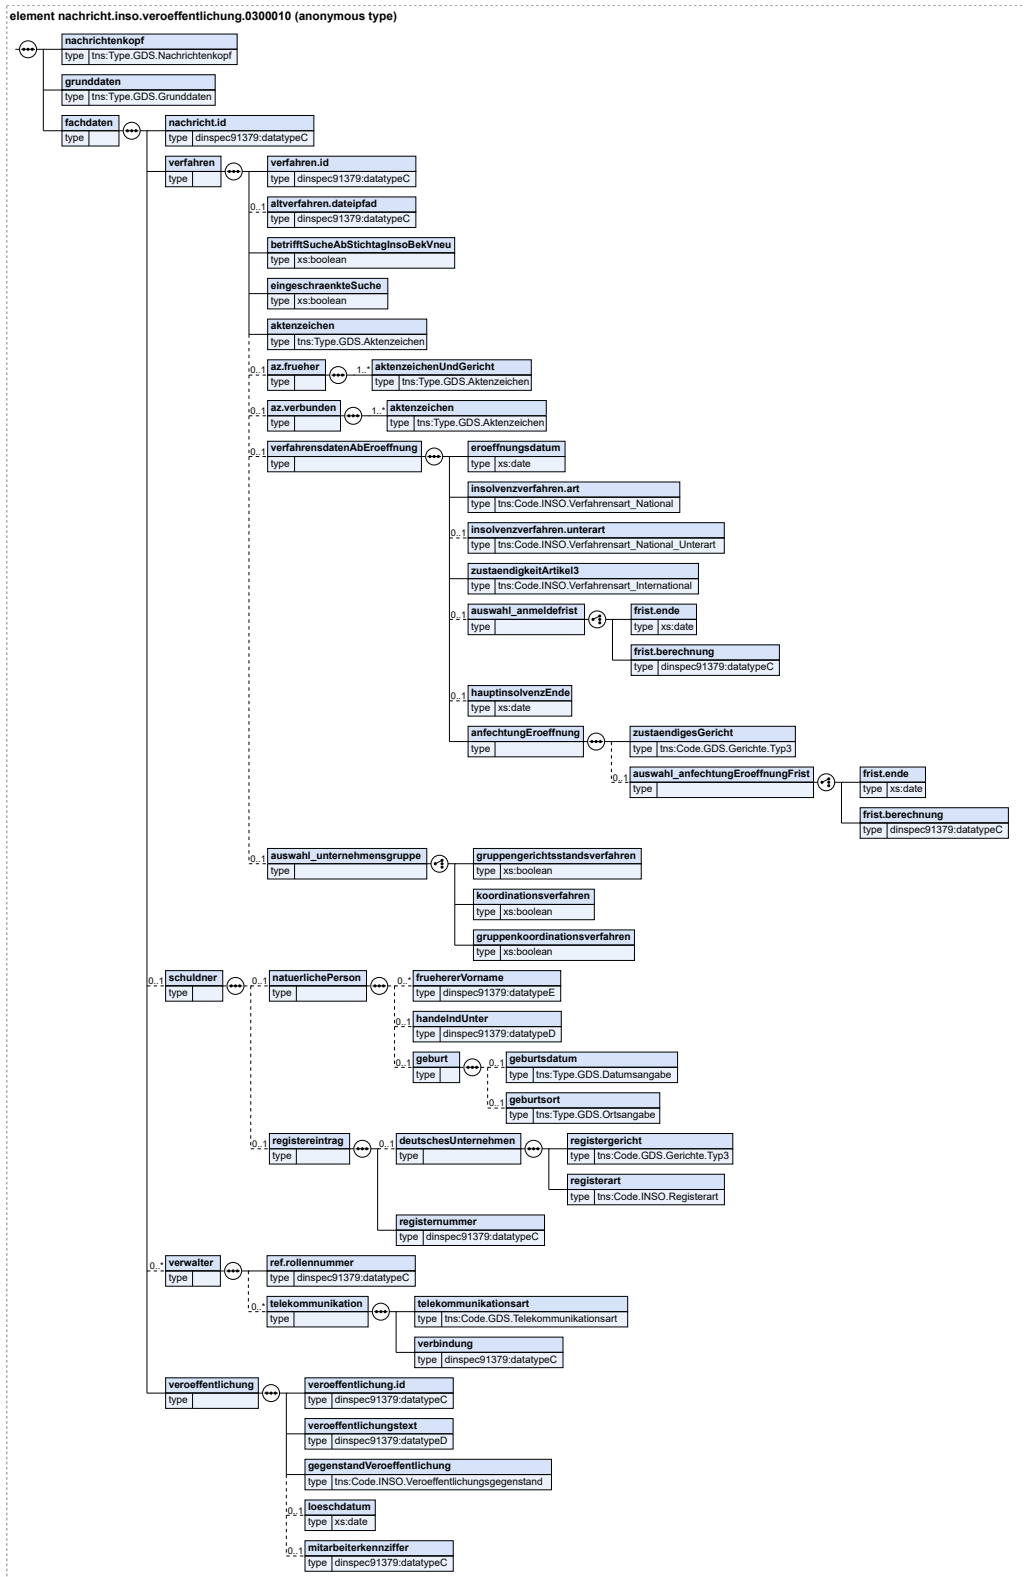 element nachricht.inso.veroeffentlichung.0300010 (anonymous type)
nachrichtenkopf
type tns:Type.GDS.Nachrichtenkopf
grunddaten
type tns:Type.GDS.Grunddaten
fachdaten
type
nachricht.id
type dinspec91379:datatypeC
verfahren
type
verfahren.id
type dinspec91379:datatypeC
0..1 altverfahren.dateipfad
type dinspec91379:datatypeC
betrifftSucheAbStichtagInsoBekVneu
type xs:boolean
eingeschraenkteSuche
type xs:boolean
aktenzeichen
type tns:Type.GDS.Aktenzeichen
0..1 az.frueher
type
1..* aktenzeichenUndGericht
type tns:Type.GDS.Aktenzeichen
0..1 az.verbunden
type
1..* aktenzeichen
type tns:Type.GDS.Aktenzeichen
0..1 verfahrensdatenAbEroeffnung
type
eroeffnungsdatum
type xs:date
insolvenzverfahren.art
type tns:Code.INSO.Verfahrensart_National
0..1 insolvenzverfahren.unterart
type tns:Code.INSO.Verfahrensart_National_Unterart
zustaendigkeitArtikel3
type tns:Code.INSO.Verfahrensart_International
0..1 auswahl_anmeldefrist
type
frist.ende
type xs:date
frist.berechnung
type dinspec91379:datatypeC
0..1 hauptinsolvenzEnde
type xs:date
anfechtungEroeffnung
type
zustaendigesGericht
type tns:Code.GDS.Gerichte.Typ3
0..1 auswahl_anfechtungEroeffnungFrist
type
frist.ende
type xs:date
frist.berechnung
type dinspec91379:datatypeC
0..1 auswahl_unternehmensgruppe
type
gruppengerichtsstandsverfahren
type xs:boolean
koordinationsverfahren
type xs:boolean
gruppenkoordinationsverfahren
type xs:boolean
0..1 schuldner
type
0..1 natuerlichePerson
type
0..* fruehererVorname
type dinspec91379:datatypeE
0..1 handelndUnter
type dinspec91379:datatypeD
0..1 geburt
type
0..1 geburtsdatum
type tns:Type.GDS.Datumsangabe
0..1 geburtsort
type tns:Type.GDS.Ortsangabe
0..1 registereintrag
type
0..1 deutschesUnternehmen
type
registergericht
type tns:Code.GDS.Gerichte.Typ3
registerart
type tns:Code.INSO.Registerart
registernummer
type dinspec91379:datatypeC
0..* verwalter
type
ref.rollennummer
type dinspec91379:datatypeC
0..* telekommunikation
type
telekommunikationsart
type tns:Code.GDS.Telekommunikationsart
verbindung
type dinspec91379:datatypeC
veroeffentlichung
type
veroeffentlichung.id
type dinspec91379:datatypeC
veroeffentlichungstext
type dinspec91379:datatypeD
gegenstandVeroeffentlichung
type tns:Code.INSO.Veroeffentlichungsgegenstand
0..1 loeschdatum
type xs:date
0..1 mitarbeiterkennziffer
type dinspec91379:datatypeC